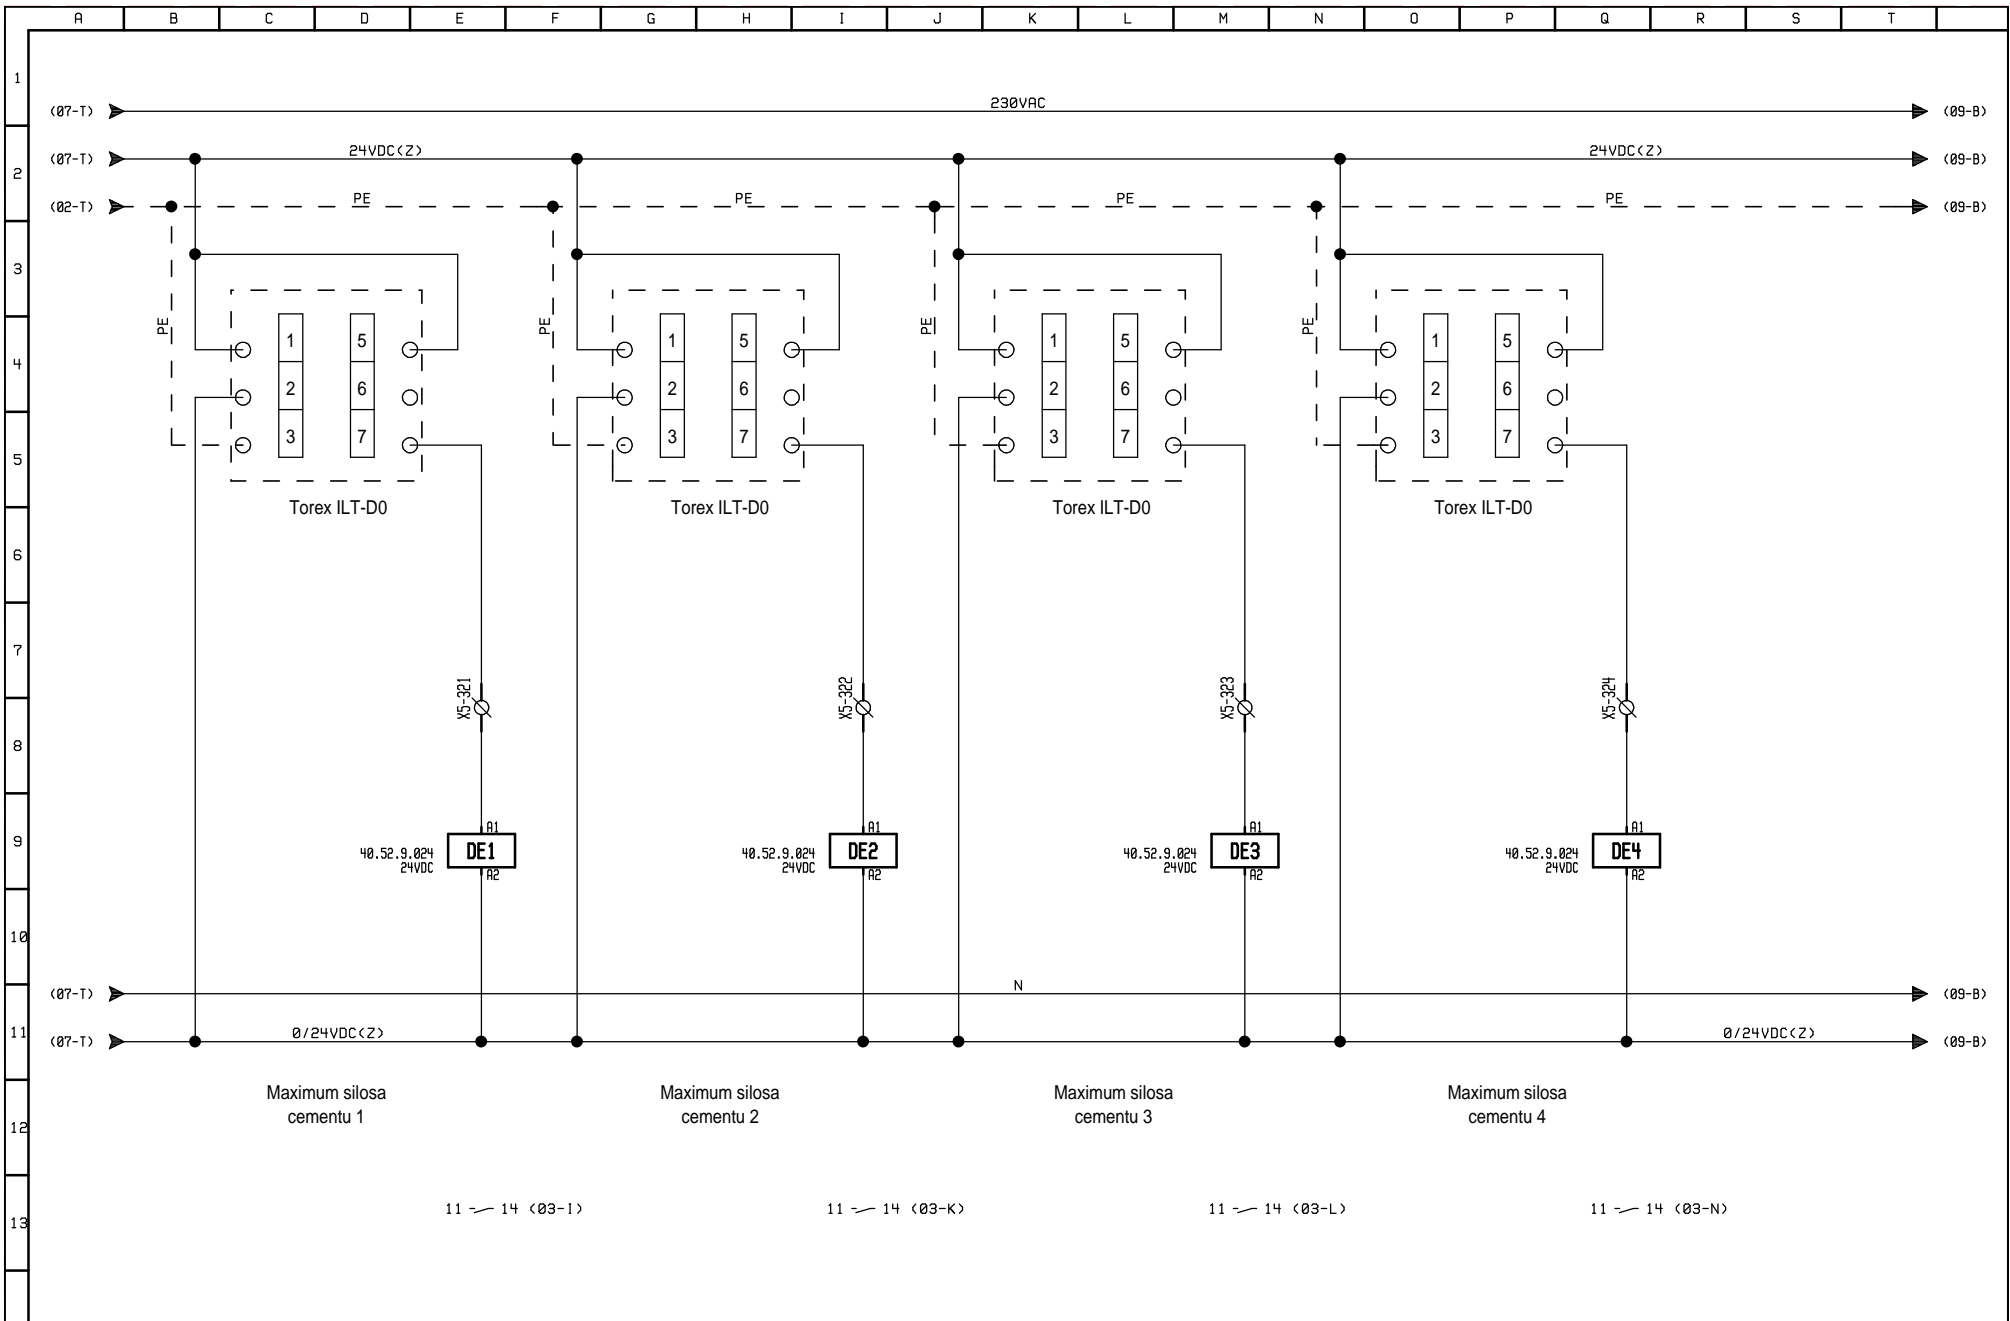 A B C D E F G H I J K L M N O P Q R S T
1
(07-T) 230VAC (09-B)
(07-T) 24VDC(Z) 24VDC(Z) (09-B)
2
(02-T) PE PE PE PE (09-B)
3
PE PE PE PE
1 5 1 5 1 5 1 5
4
2 6 2 6 2 6 2 6
3 7 3 7 3 7 3 7
5
Torex ILT-D0 Torex ILT-D0 Torex ILT-D0 Torex ILT-D0
6
7
X5-321 X5-322 X5-323 X5-324
8
A1 A1 A1 A1
9
40.52.9.024 DE1 40.52.9.024 DE2 40.52.9.024 DE3 40.52.9.024 DE4
24VDC 24VDC 24VDC 24VDC
A2 A2 A2 A2
10
(07-T) N (09-B)
11
(07-T) 0/24VDC(Z) 0/24VDC(Z) (09-B)
Maximum silosa Maximum silosa Maximum silosa Maximum silosa
cementu 1 cementu 2 cementu 3 cementu 4
12
11 14 (03-I) 11 14 (03-K) 11 14 (03-L) 11 14 (03-N)
13